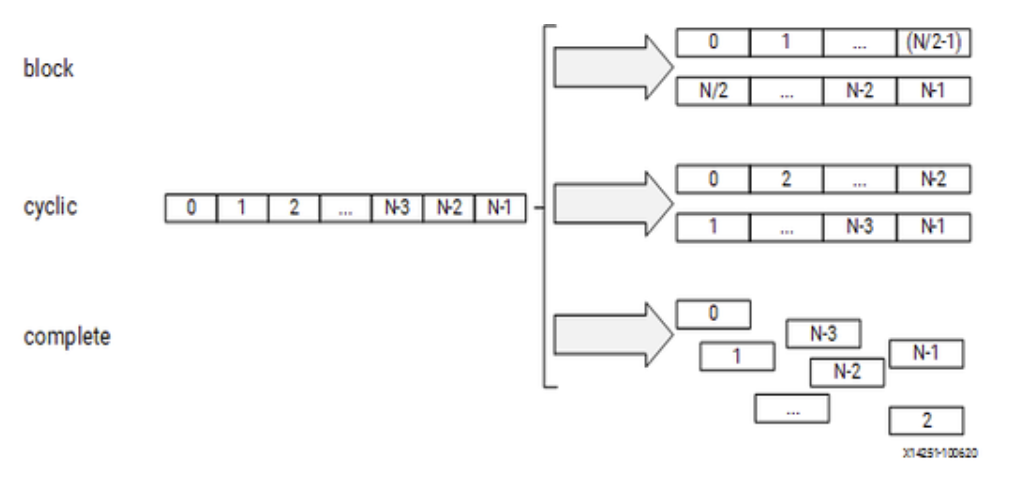 block
0 1 ... (N/2-1)
N/2 ... N-2 N-1
cyclic
0 1 2 ... N-3 N-2 N-1
0 2 ... N-2
1 ... N-3 N-1
complete
0
N-3
1
N-1
N-2
...
2
X14251-100620